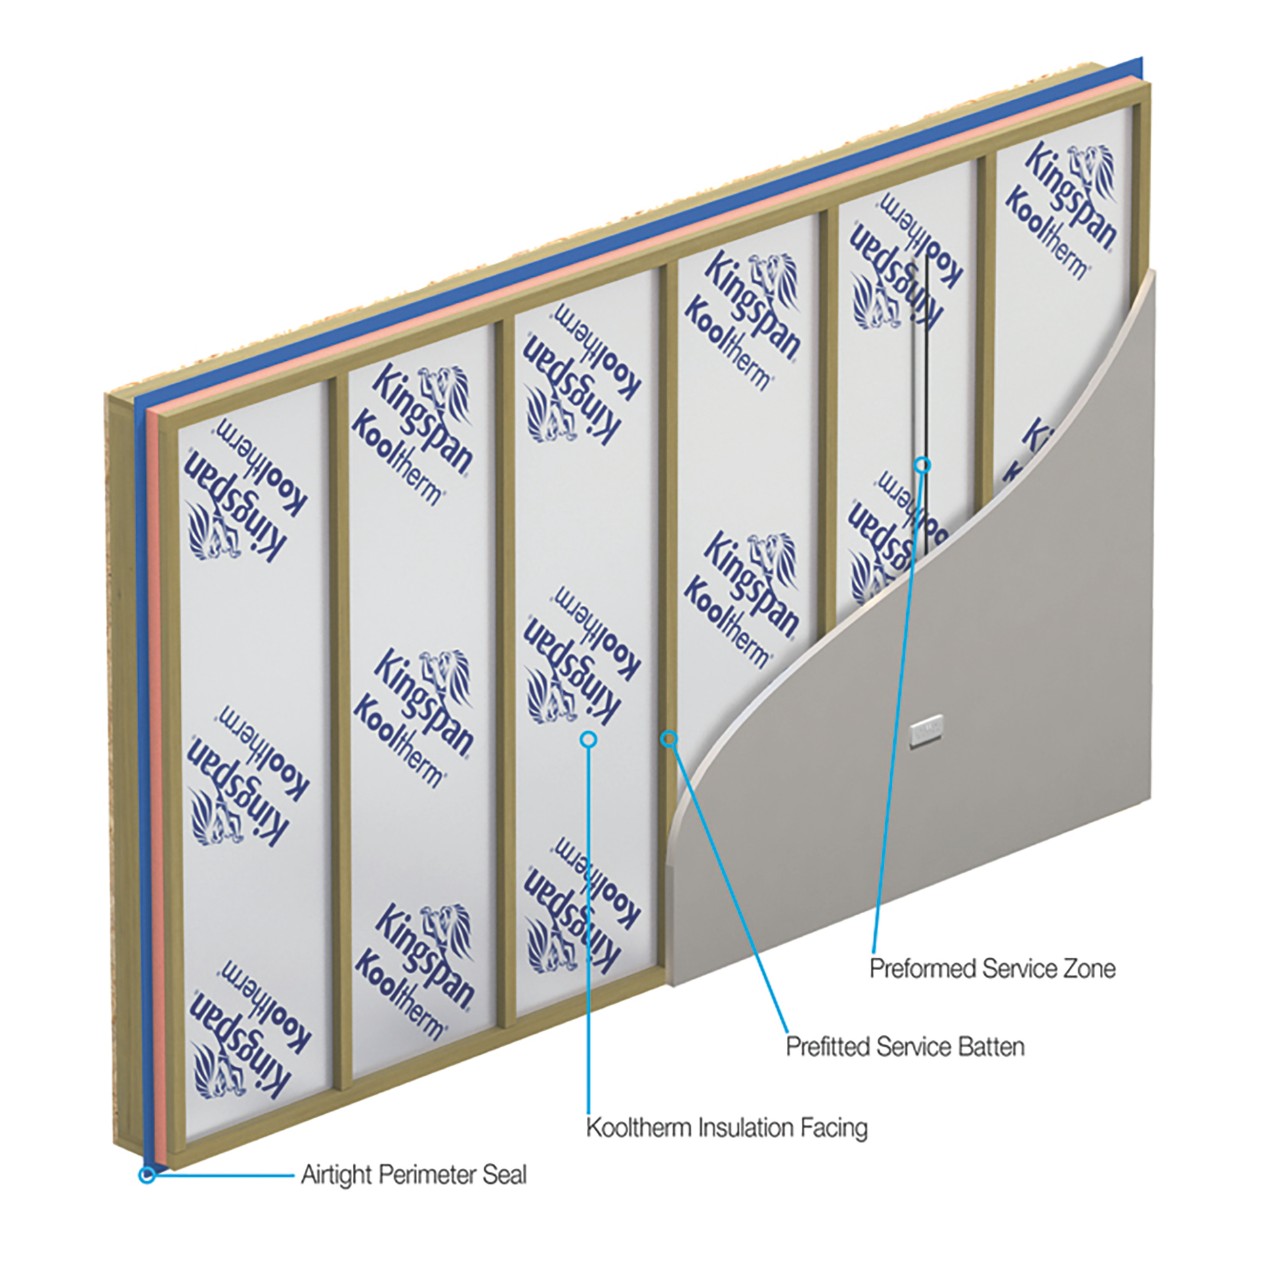 Kingspan
Kooltherm®
Kooltherm
Kingspan
Kingspan
Kooltherm®
Kooltherm
Kingspan
Kingspan
Kooltherm®
Kooltherm
Kingspan
Ki
K
Kingspan
Kooltherm®
Kooltherm
Kingspan
Kooltherm
Kingspan
Kingspan
Kooltherm®
Kooltherm
Kingspan
Kooltherm
Kingspan
Kingspan
Kooltherm®
Kooltherm
Kingspan
Preformed Service Zone
Prefitted Service Batten
Kooltherm Insulation Facing
Airtight Perimeter Seal